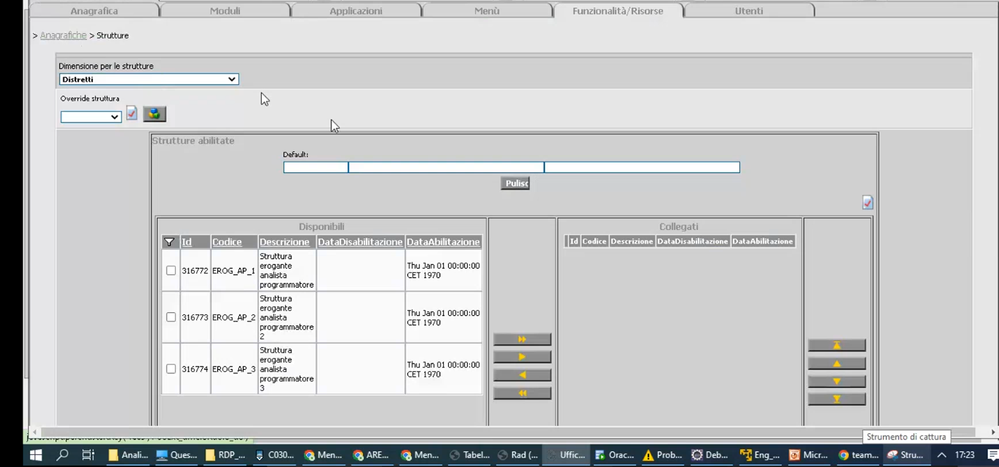 Anagrafica Moduli Applicazioni Menù Funzionalità/Risorse Utenti
> Anagrafiche > Strutture
Dimensione per le strutture
Distretti
Override struttura
Strutture abilitate
Default:
Pulisc
Disponibili
Id Codice Descrizione DataDisabilitazione DataAbilitazione
316772 EROG_AP_1 Struttura erogante analista programmatore Thu Jan 01 00:00:00 CET 1970
316773 EROG_AP_2 Struttura erogante analista programmatore 2 Thu Jan 01 00:00:00 CET 1970
316774 EROG_AP_3 Struttura erogante analista programmatore 3 Thu Jan 01 00:00:00 CET 1970
Collegati
Id Codice Descrizione DataDisabilitazione DataAbilitazione
Strumento di cattura
Anali... Ques... RDP_... C030... Men... ARE... Men... Tabel... Rad (... Uffic... Orac... Prob... Deb... Eng_... Micr... team... Stru... 17:23